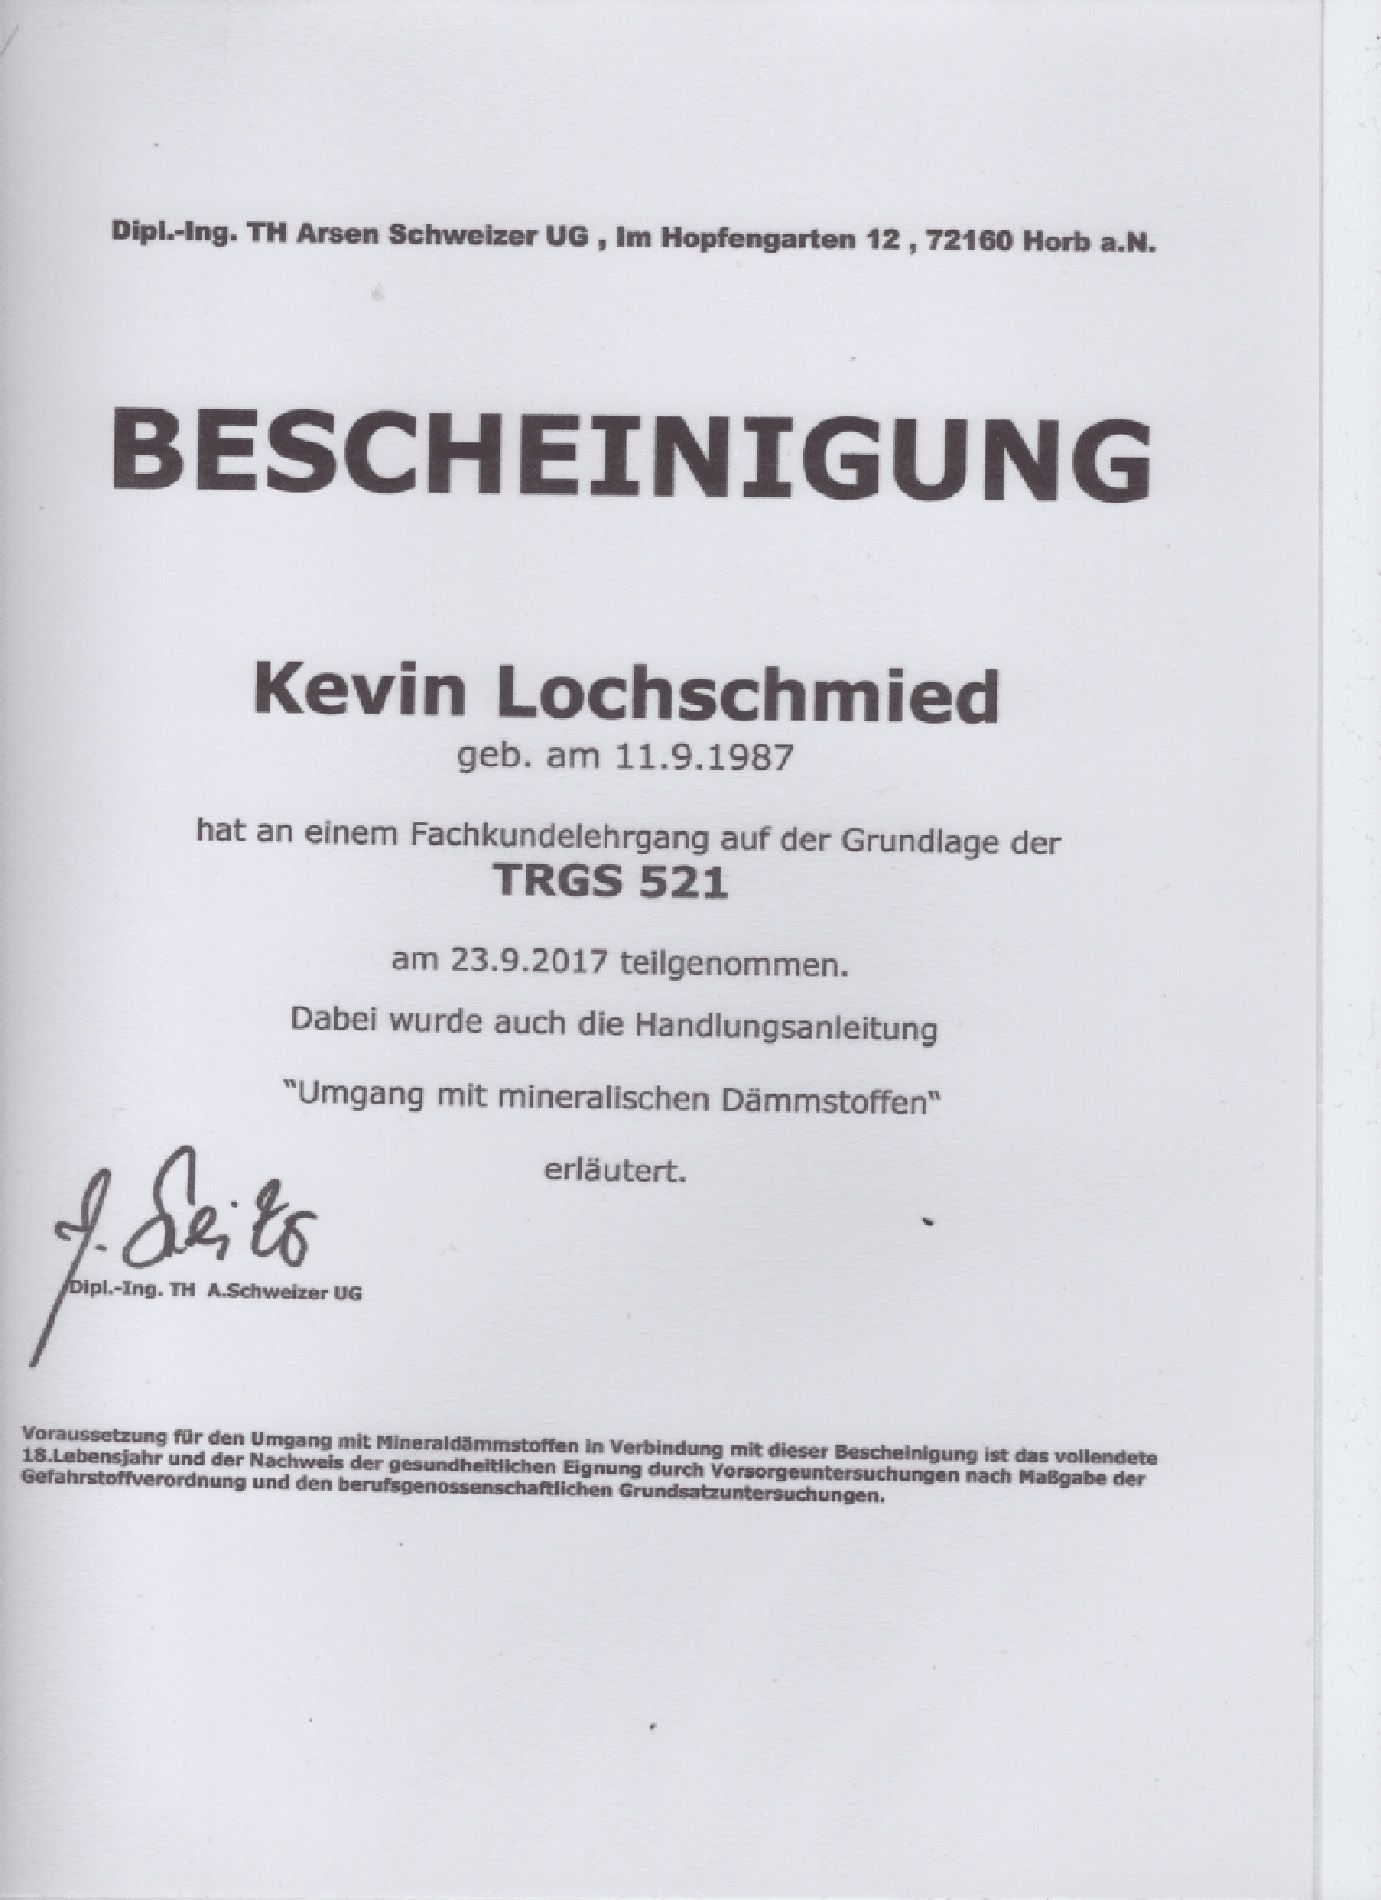 Dipl.-Ing. TH Arsen Schweizer UG , Im Hopfengarten 12 , 72160 Horb a.N.
BESCHEINIGUNG
Kevin Lochschmied
geb. am 11.9.1987
hat an einem Fachkundelehrgang auf der Grundlage der
TRGS 521
am 23.9.2017 teilgenommen.
Dabei wurde auch die Handlungsanleitung
"Umgang mit mineralischen Dämmstoffen"
erläutert.
Dipl.-Ing. TH A.Schweizer UG
Voraussetzung für den Umgang mit Mineraldämmstoffen in Verbindung mit dieser Bescheinigung ist das vollendete
18.Lebensjahr und der Nachweis der gesundheitlichen Eignung durch Vorsorgeuntersuchungen nach Maßgabe der
Gefahrstoffverordnung und den berufsgenossenschaftlichen Grundsatzuntersuchungen.